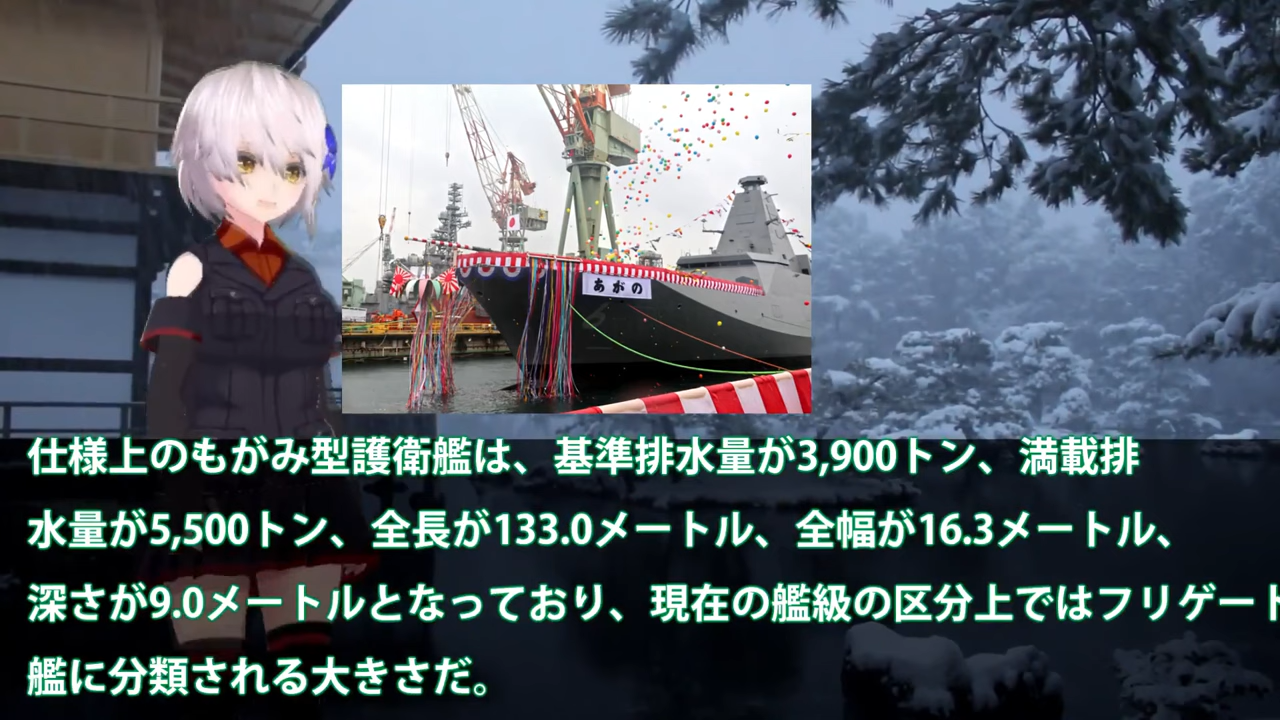 あがの
仕様上のもがみ型護衛艦は、基準排水量が3,900トン、満載排
水量が5,500トン、全長が133.0メートル、全幅が16.3メートル、
深さが9.0メートルとなっており、現在の艦級の区分上ではフリゲート
艦に分類される大きさだ。